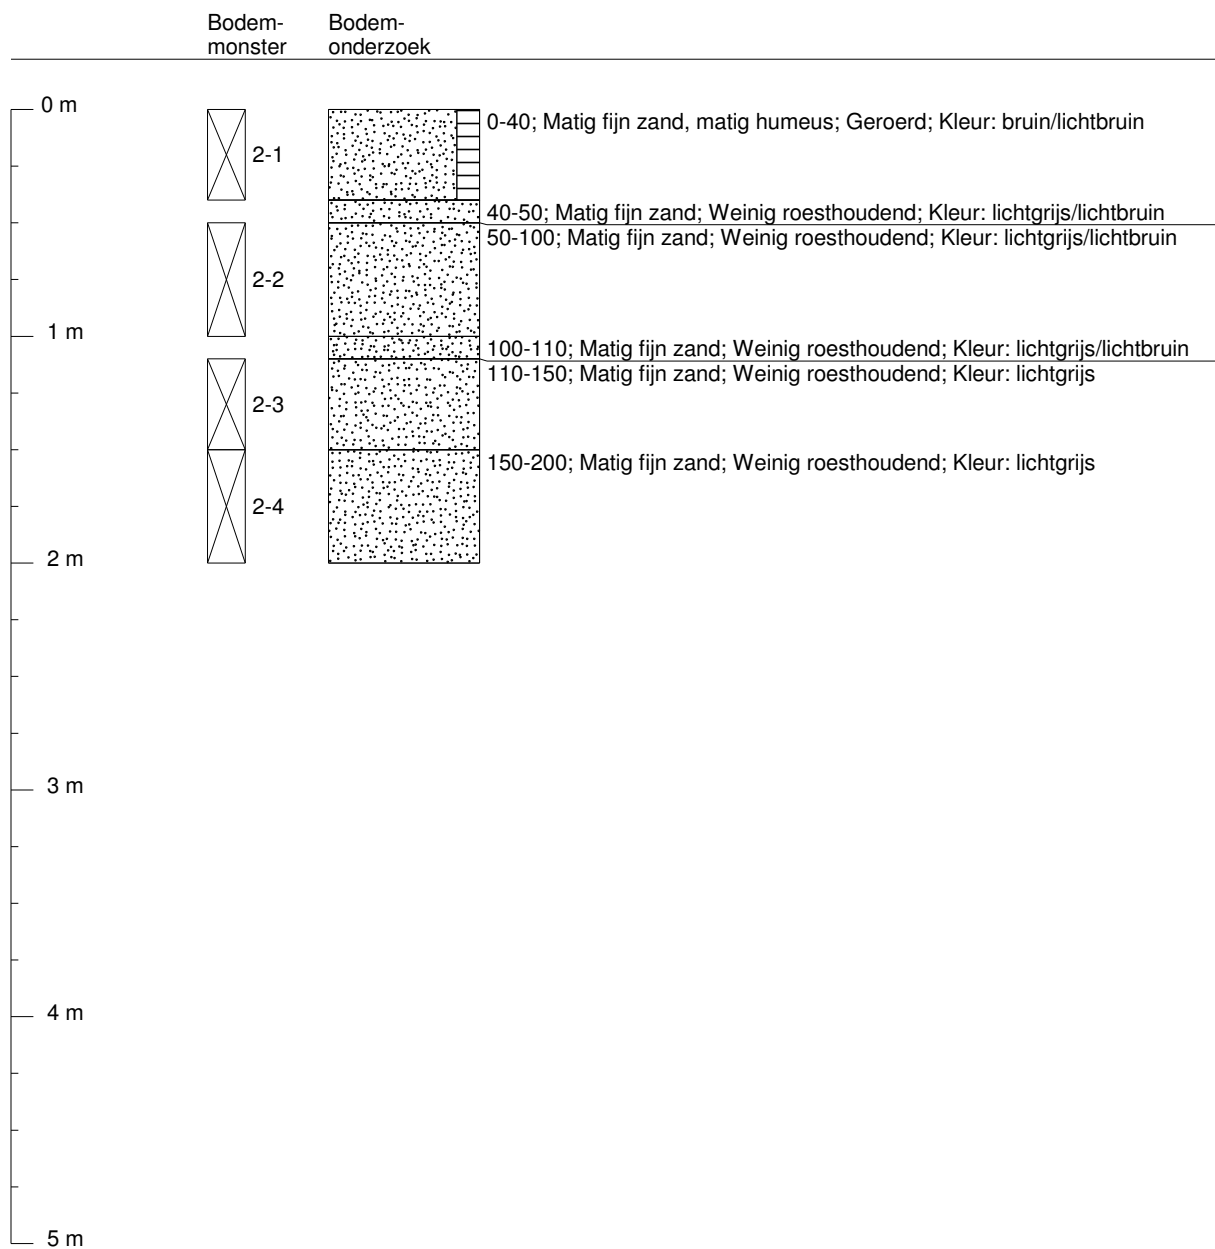 Bodem-
monster
Bodem-
onderzoek
0 m
0-40; Matig fijn zand, matig humeus; Geroerd; Kleur: bruin/lichtbruin
2-1
40-50; Matig fijn zand; Weinig roesthoudend; Kleur: lichtgrijs/lichtbruin
50-100; Matig fijn zand; Weinig roesthoudend; Kleur: lichtgrijs/lichtbruin
2-2
1 m
100-110; Matig fijn zand; Weinig roesthoudend; Kleur: lichtgrijs/lichtbruin
110-150; Matig fijn zand; Weinig roesthoudend; Kleur: lichtgrijs
2-3
150-200; Matig fijn zand; Weinig roesthoudend; Kleur: lichtgrijs
2-4
2 m
3 m
4 m
5 m